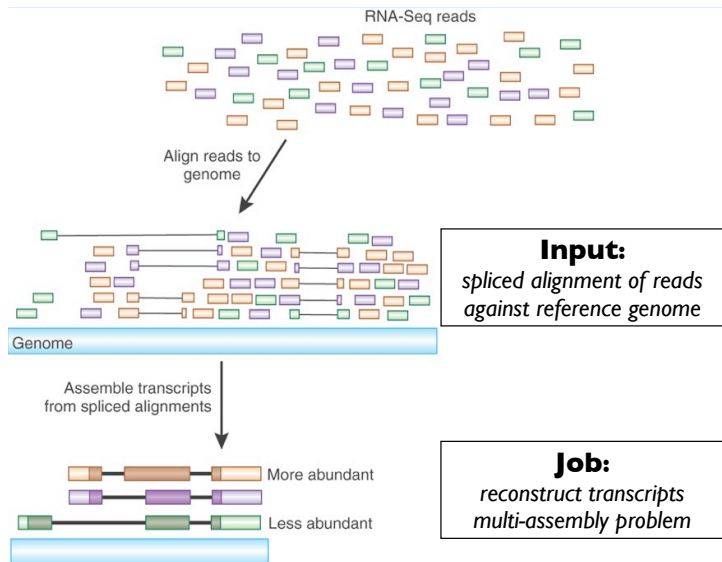 RNA-Seq reads
Align reads to
genome
Input:
spliced alignment of reads
against reference genome
Genome
Assemble transcripts
from spliced alignments
More abundant
Less abundant
Job:
reconstruct transcripts
multi-assembly problem